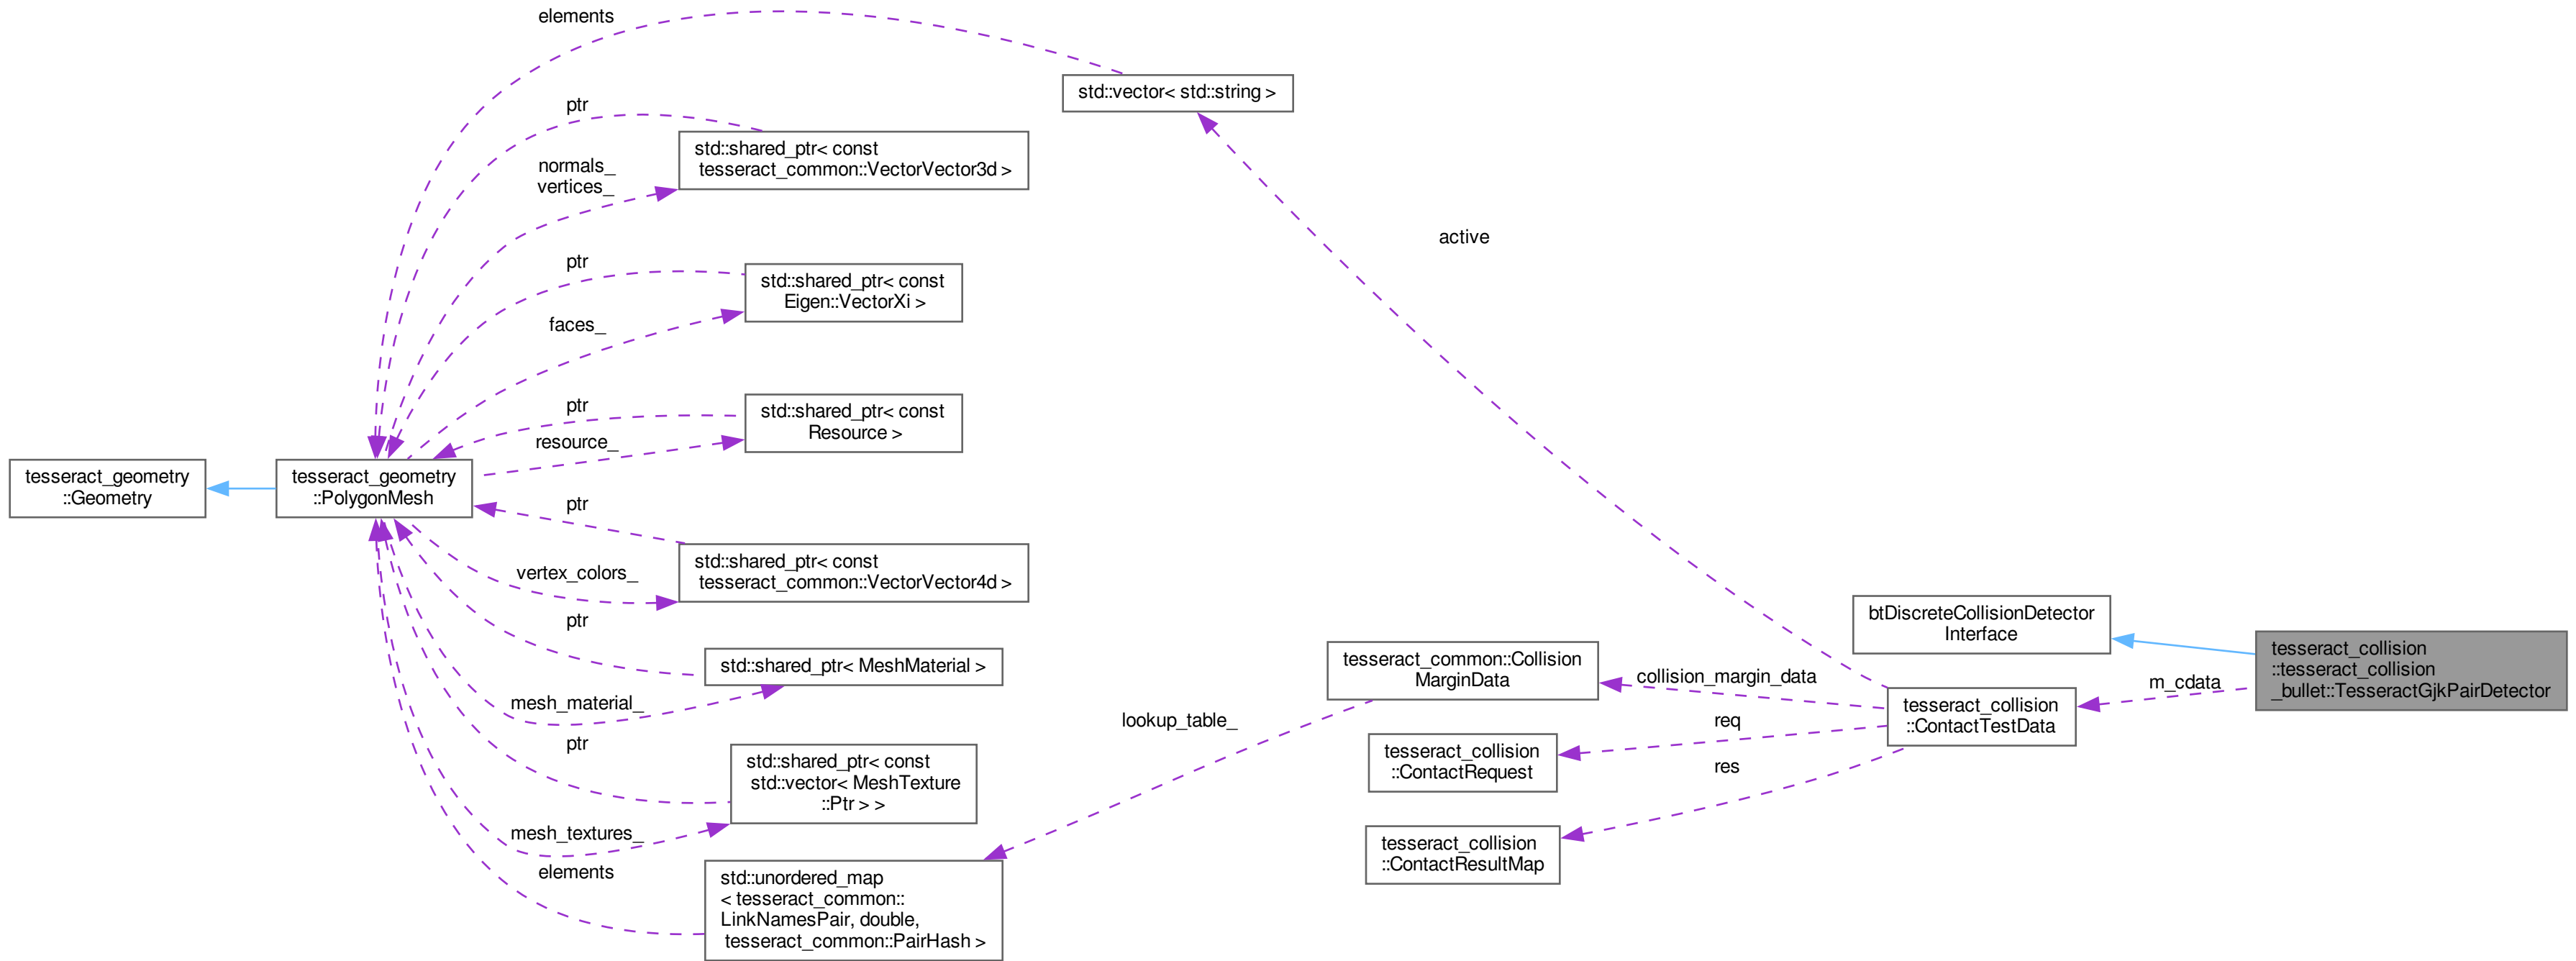 elements
std::vector< std::string >
ptr
std::shared_ptr< const
tesseract_common::VectorVector3d >
normals_
vertices_
active
ptr
std::shared_ptr< const
Eigen::VectorXi >
faces_
ptr
std::shared_ptr< const
Resource >
resource_
tesseract_geometry
::Geometry
tesseract_geometry
::PolygonMesh
ptr
std::shared_ptr< const
tesseract_common::VectorVector4d >
vertex_colors_
ptr
std::shared_ptr< MeshMaterial >
mesh_material_
ptr
std::shared_ptr< const
std::vector< MeshTexture
::Ptr > >
mesh_textures_
elements
std::unordered_map
< tesseract_common::
LinkNamesPair, double,
tesseract_common::PairHash >
lookup_table_
tesseract_common::Collision
MarginData
collision_margin_data
req
tesseract_collision
::ContactRequest
res
tesseract_collision
::ContactResultMap
btDiscreteCollisionDetector
Interface
tesseract_collision
::ContactTestData
m_cdata
tesseract_collision
::tesseract_collision
_bullet::TesseractGjkPairDetector